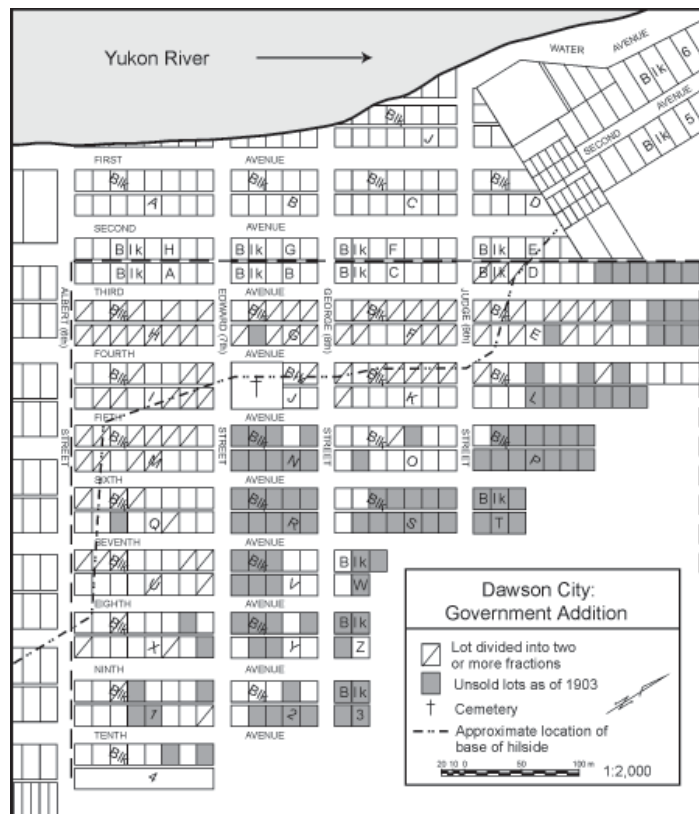 Yukon River
WATER AVENUE
Blk 6
SECOND AVENUE
Blk 5
Blk J
FIRST AVENUE
Blk A
Blk B
Blk C
Blk D
SECOND AVENUE
Blk H
Blk G
Blk F
Blk E
Blk A
Blk B
Blk C
D
ALBERT (6th) STREET
EDWARD (7th) STREET
GEORGE (8th) STREET
JUDGE (9th) STREET
THIRD AVENUE
Blk H
Blk G
Blk F
Blk E
FOURTH AVENUE
Blk I
Blk J
Blk K
Blk L
FIFTH AVENUE
Blk M
Blk N
Blk O
Blk P
SIXTH AVENUE
Blk Q
Blk R
Blk S
Blk T
SEVENTH AVENUE
Blk U
Blk V
Blk W
EIGHTH AVENUE
Blk X
Blk Y
Blk Z
NINTH AVENUE
Blk 1
Blk 2
Blk 3
TENTH AVENUE
Blk 4
Dawson City:
Government Addition
Lot divided into two
or more fractions
Unsold lots as of 1903
Cemetery
Approximate location of
base of hilside
20 10 0 50 100 m
1:2,000